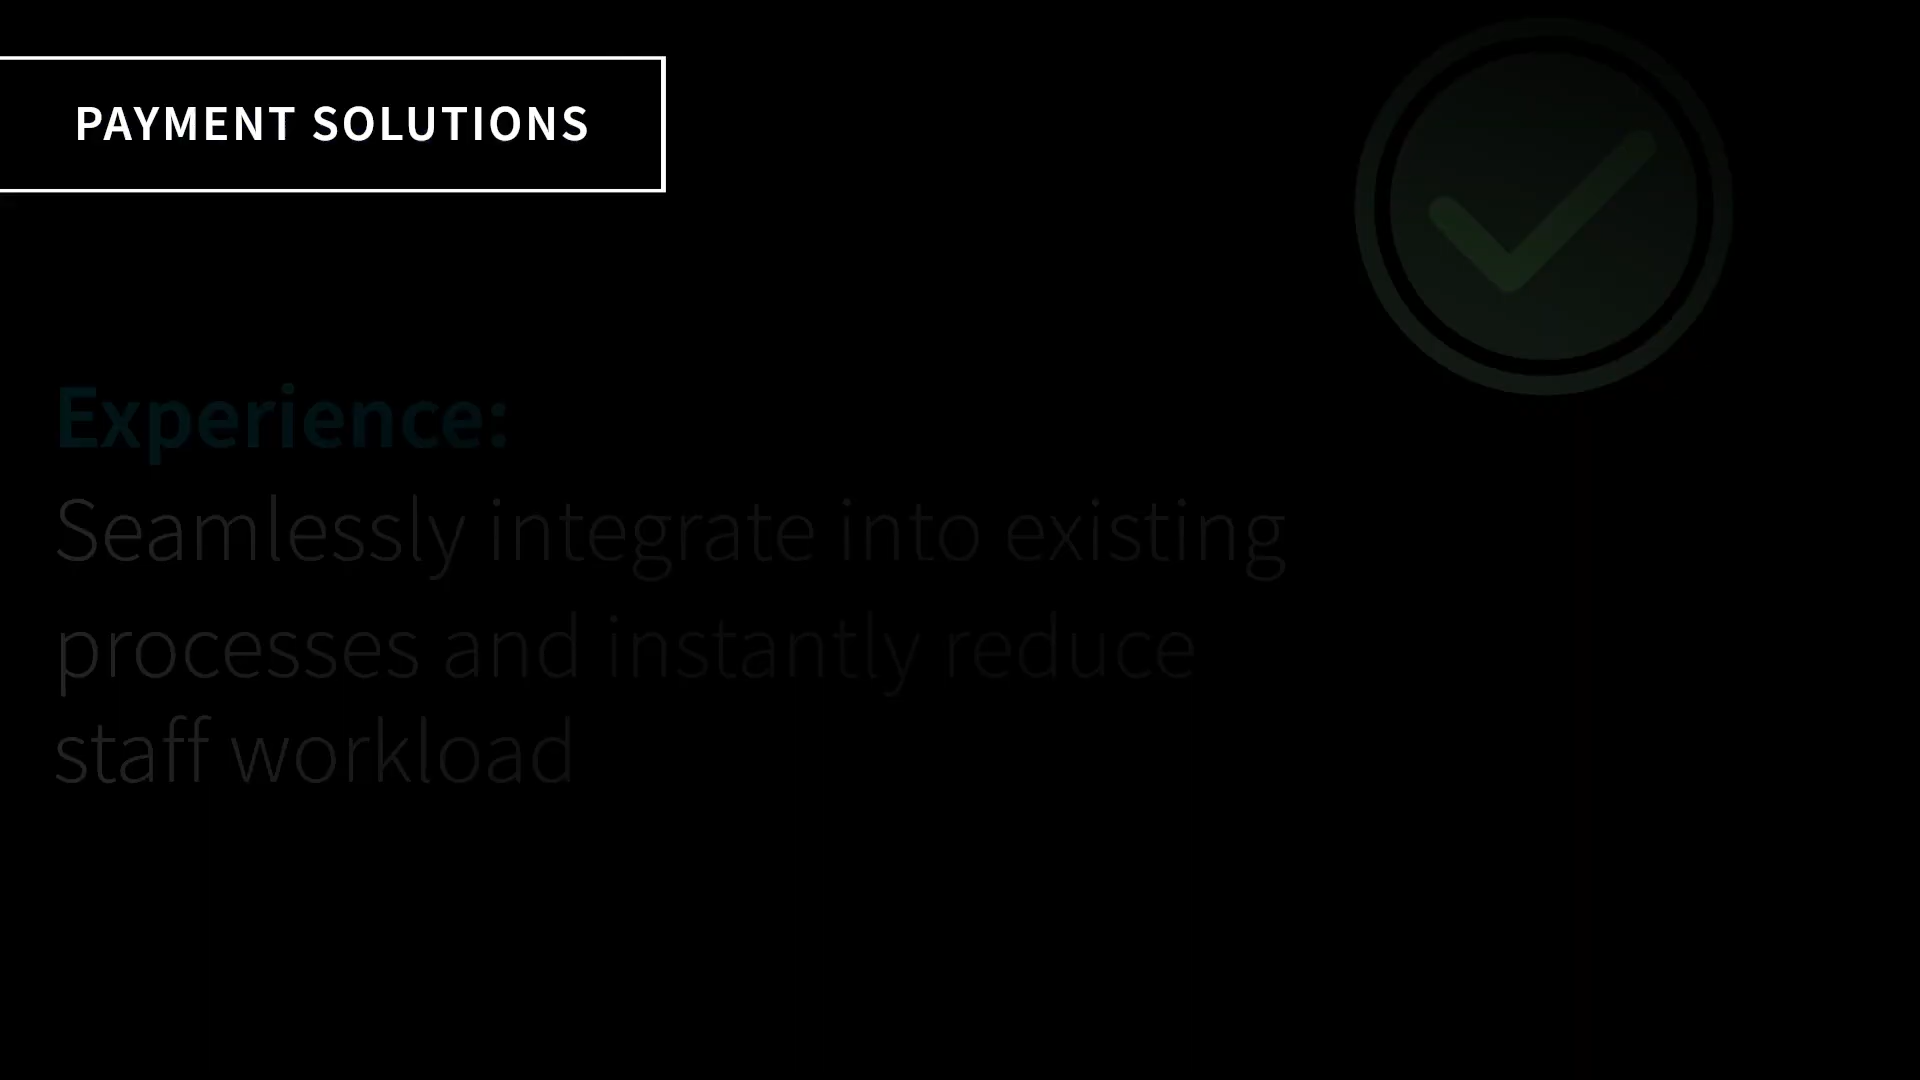 PAYMENT SOLUTIONS
Experience:
Seamlessly integrate into existing
processes and instantly reduce
staff workload